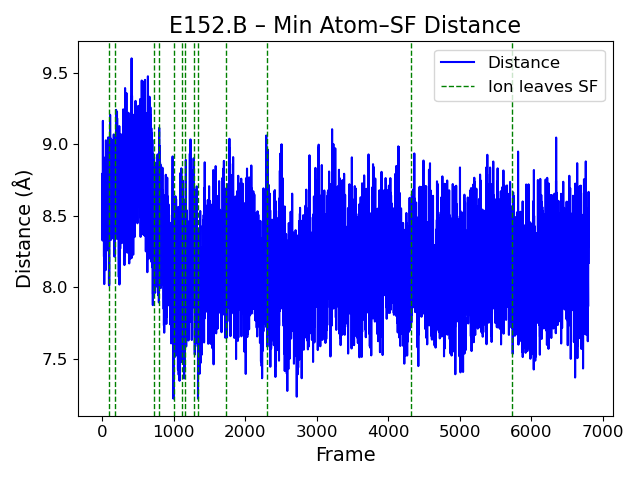 E152.B – Min Atom–SF Distance
Distance (Å)
9.5
9.0
8.5
8.0
7.5
Distance
Ion leaves SF
0 1000 2000 3000 4000 5000 6000 7000
Frame